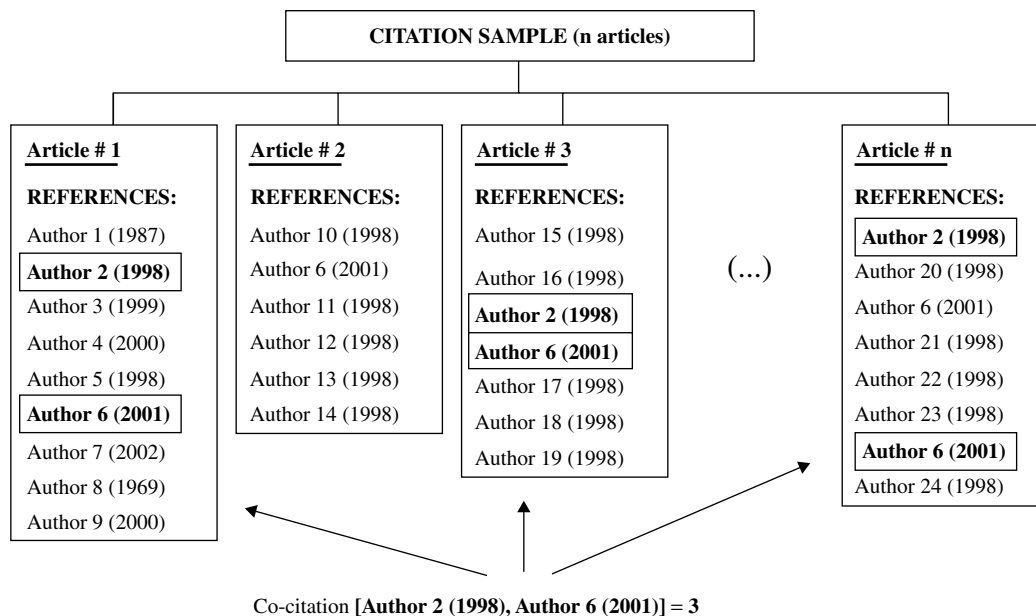 CITATION SAMPLE (n articles)
Article # 1
REFERENCES:
Author 1 (1987)
Author 2 (1998)
Author 3 (1999)
Author 4 (2000)
Author 5 (1998)
Author 6 (2001)
Author 7 (2002)
Author 8 (1969)
Author 9 (2000)
Article # 2
REFERENCES:
Author 10 (1998)
Author 6 (2001)
Author 11 (1998)
Author 12 (1998)
Author 13 (1998)
Author 14 (1998)
Article # 3
REFERENCES:
Author 15 (1998)
Author 16 (1998)
Author 2 (1998)
Author 6 (2001)
Author 17 (1998)
Author 18 (1998)
Author 19 (1998)
(...)
Article # n
REFERENCES:
Author 2 (1998)
Author 20 (1998)
Author 6 (2001)
Author 21 (1998)
Author 22 (1998)
Author 23 (1998)
Author 6 (2001)
Author 24 (1998)
Co-citation [Author 2 (1998), Author 6 (2001)] = 3